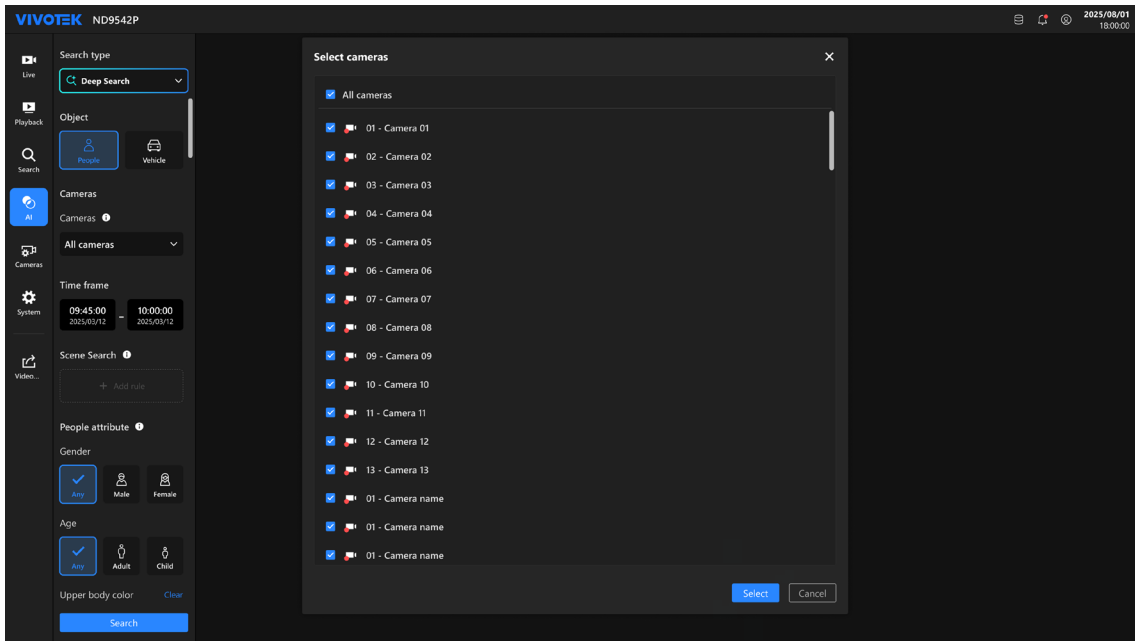 VIVOTEK ND9542P
2025/08/01
18:00:00
Live
Playback
Search
AI
Cameras
System
Video...
Search type
Deep Search
Object
People
Vehicle
Cameras
Cameras
All cameras
Time frame
09:45:00 – 10:00:00
2025/03/12 2025/03/12
Scene Search
+ Add rule
People attribute
Gender
Any Male Female
Age
Any Adult Child
Upper body color Clear
Search
Select cameras
All cameras
01 - Camera 01
02 - Camera 02
03 - Camera 03
04 - Camera 04
05 - Camera 05
06 - Camera 06
07 - Camera 07
08 - Camera 08
09 - Camera 09
10 - Camera 10
11 - Camera 11
12 - Camera 12
13 - Camera 13
01 - Camera name
01 - Camera name
01 - Camera name
Select Cancel